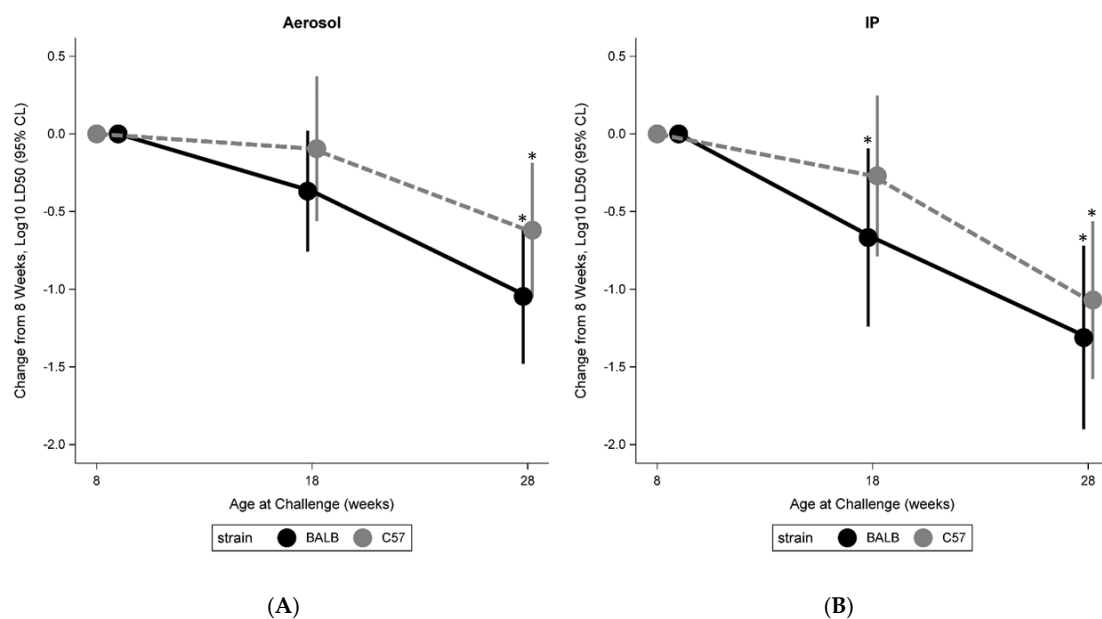 Aerosol
Change from 8 Weeks, Log10 LD50 (95% CL)
0.5
0.0
-0.5
-1.0
-1.5
-2.0
*
*
8
18
28
Age at Challenge (weeks)
strain BALB C57
(A)
IP
Change from 8 Weeks, Log10 LD50 (95% CL)
0.5
0.0
-0.5
-1.0
-1.5
-2.0
*
*
*
8
18
28
Age at Challenge (weeks)
strain BALB C57
(B)